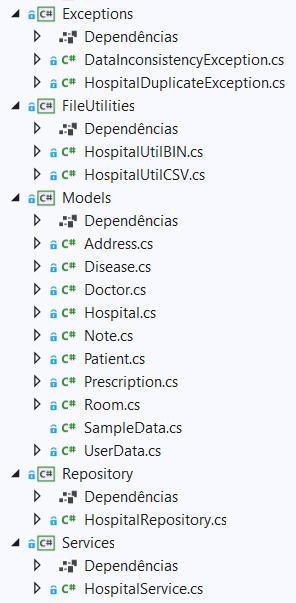 Exceptions
Dependências
DataInconsistencyException.cs
HospitalDuplicateException.cs
FileUtilities
Dependências
HospitalUtilBIN.cs
HospitalUtilCSV.cs
Models
Dependências
Address.cs
Disease.cs
Doctor.cs
Hospital.cs
Note.cs
Patient.cs
Prescription.cs
Room.cs
SampleData.cs
UserData.cs
Repository
Dependências
HospitalRepository.cs
Services
Dependências
HospitalService.cs